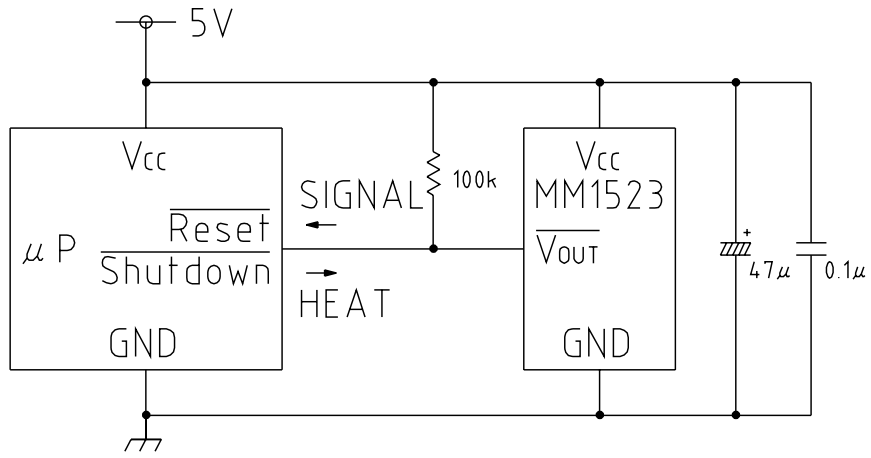 5V
Vcc
Vcc
100k
MM1523
SIGNAL
Reset
μP
Shutdown
VOUT
+
47μ
0.1μ
HEAT
GND
GND